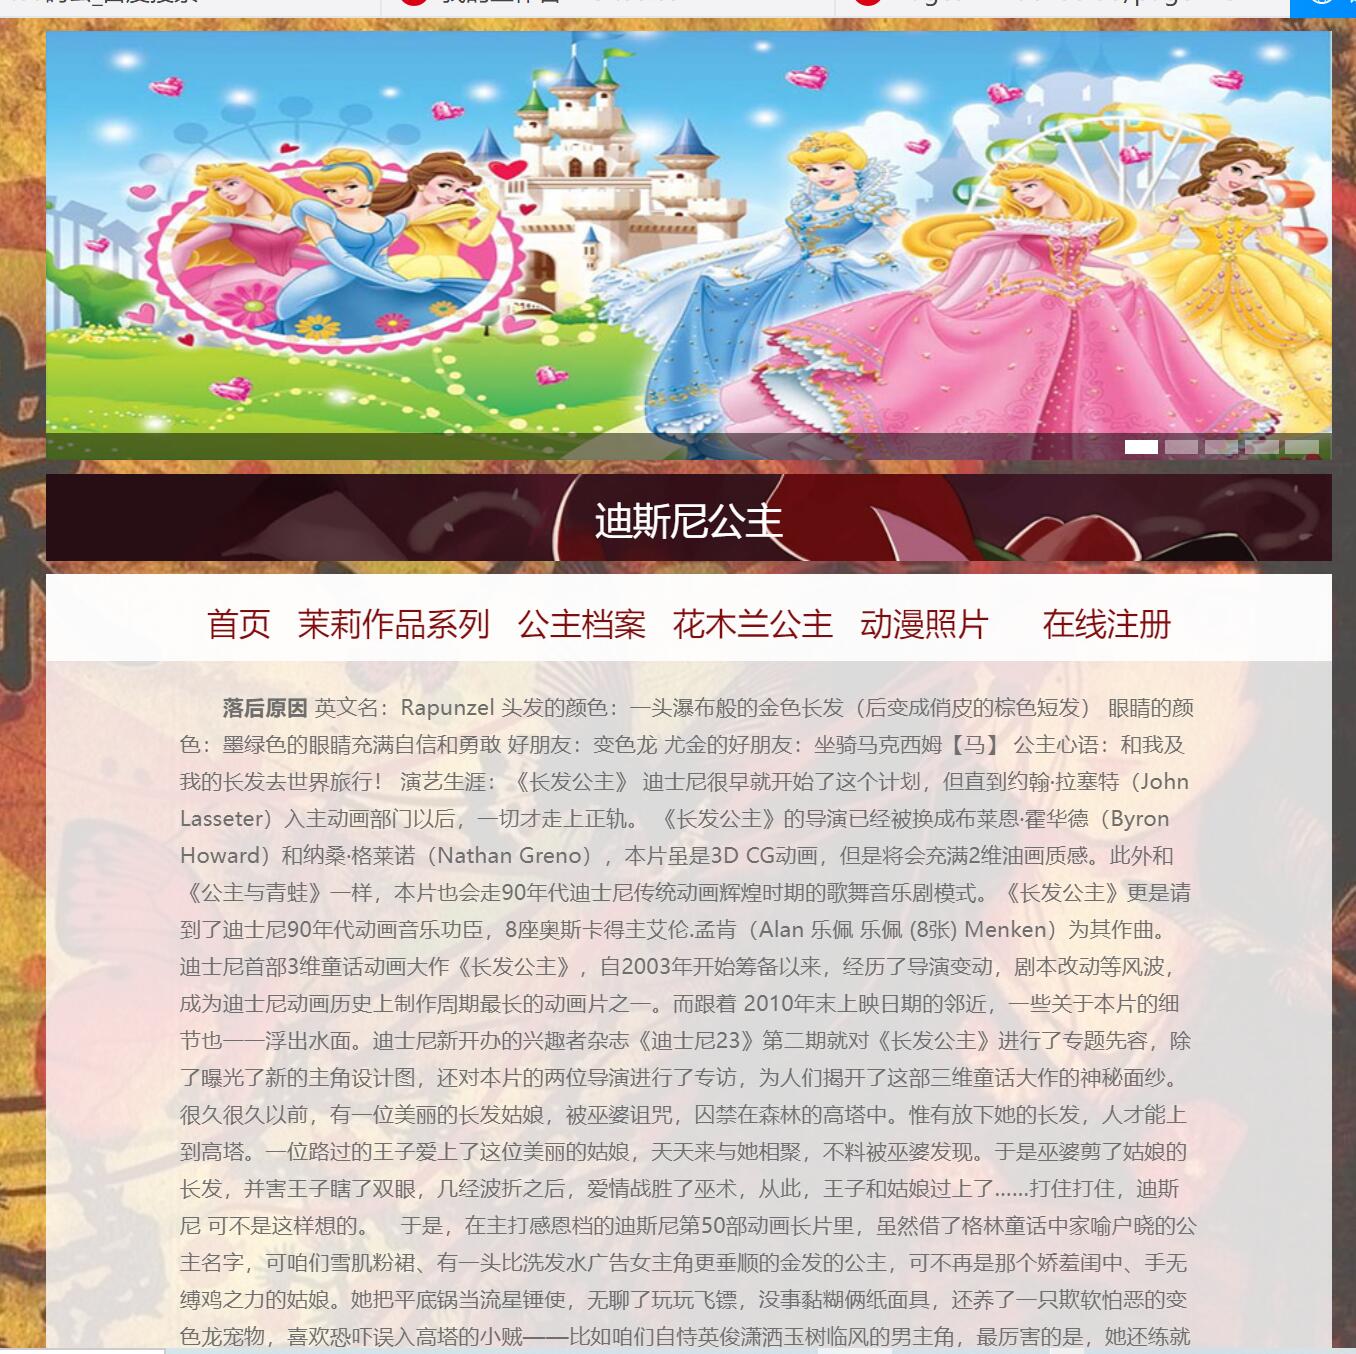 迪斯尼公主
首页 茉莉作品系列 公主档案 花木兰公主 动漫照片 在线注册
落后原因 英文名：Rapunzel 头发的颜色：一头瀑布般的金色长发（后变成俏皮的棕色短发） 眼睛的颜
色：墨绿色的眼睛充满自信和勇敢 好朋友：变色龙 尤金的好朋友：坐骑马克西姆【马】 公主心语：和我及
我的长发去世界旅行！ 演艺生涯：《长发公主》 迪士尼很早就开始了这个计划，但直到约翰·拉塞特（John
Lasseter）入主动画部门以后，一切才走上正轨。 《长发公主》的导演已经被换成布莱恩·霍华德（Byron
Howard）和纳桑·格莱诺（Nathan Greno），本片虽是3D CG动画，但是将会充满2维油画质感。此外和
《公主与青蛙》一样，本片也会走90年代迪士尼传统动画辉煌时期的歌舞音乐剧模式。《长发公主》更是请
到了迪士尼90年代动画音乐功臣，8座奥斯卡得主艾伦.孟肯（Alan 乐佩 乐佩 (8张) Menken）为其作曲。
迪士尼首部3维童话动画大作《长发公主》，自2003年开始筹备以来，经历了导演变动，剧本改动等风波，
成为迪士尼动画历史上制作周期最长的动画片之一。而跟着 2010年末上映日期的邻近，一些关于本片的细
节也一一浮出水面。迪士尼新开办的兴趣者杂志《迪士尼23》第二期就对《长发公主》进行了专题先容，除
了曝光了新的主角设计图，还对本片的两位导演进行了专访，为人们揭开了这部三维童话大作的神秘面纱。
很久很久以前，有一位美丽的长发姑娘，被巫婆诅咒，囚禁在森林的高塔中。惟有放下她的长发，人才能上
到高塔。一位路过的王子爱上了这位美丽的姑娘，天天来与她相聚，不料被巫婆发现。于是巫婆剪了姑娘的
长发，并害王子瞎了双眼，几经波折之后，爱情战胜了巫术，从此，王子和姑娘过上了......打住打住，迪斯
尼 可不是这样想的。 于是，在主打感恩档的迪斯尼第50部动画长片里，虽然借了格林童话中家喻户晓的公
主名字，可咱们雪肌粉裙、有一头比洗发水广告女主角更垂顺的金发的公主，可不再是那个娇羞闺中、手无
缚鸡之力的姑娘。她把平底锅当流星锤使，无聊了玩玩飞镖，没事黏糊俩纸面具，还养了一只欺软怕恶的变
色龙宠物，喜欢恐吓误入高塔的小贼——比如咱们自恃英俊潇洒玉树临风的男主角，最厉害的是，她还练就